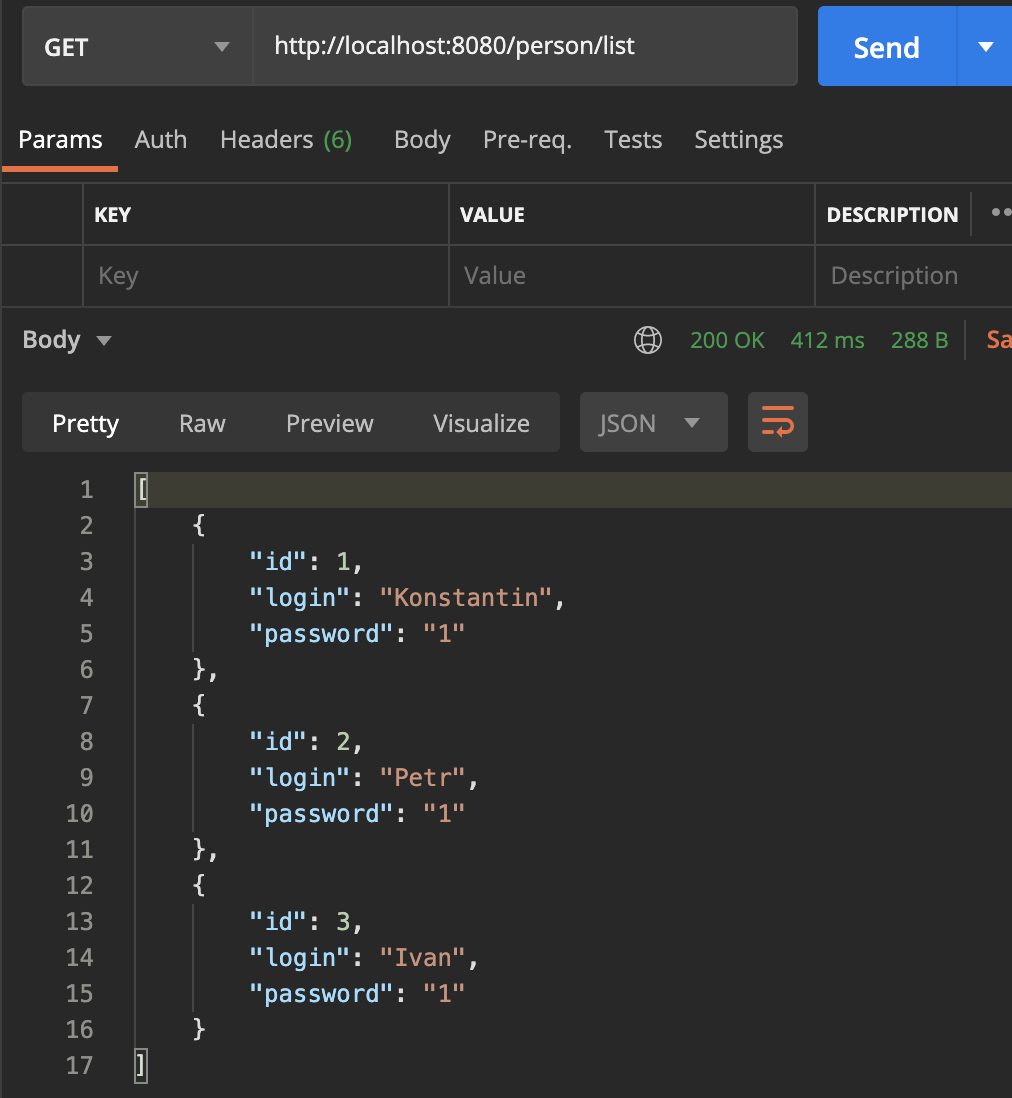 GET http://localhost:8080/person/list Send
Params Auth Headers (6) Body Pre-req. Tests Settings
KEY VALUE DESCRIPTION
Key Value Description
Body 200 OK 412 ms 288 B Sa
Pretty Raw Preview Visualize JSON
1 [
2 {
3 "id": 1,
4 "login": "Konstantin",
5 "password": "1"
6 },
7 {
8 "id": 2,
9 "login": "Petr",
10 "password": "1"
11 },
12 {
13 "id": 3,
14 "login": "Ivan",
15 "password": "1"
16 }
17 ]